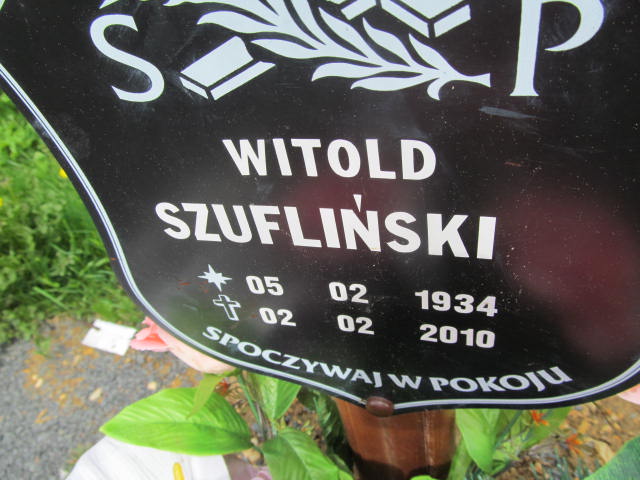 S P
WITOLD
SZUFLIŃSKI
05 02 1934
02 02 2010
SPOCZYWAJ W POKOJU